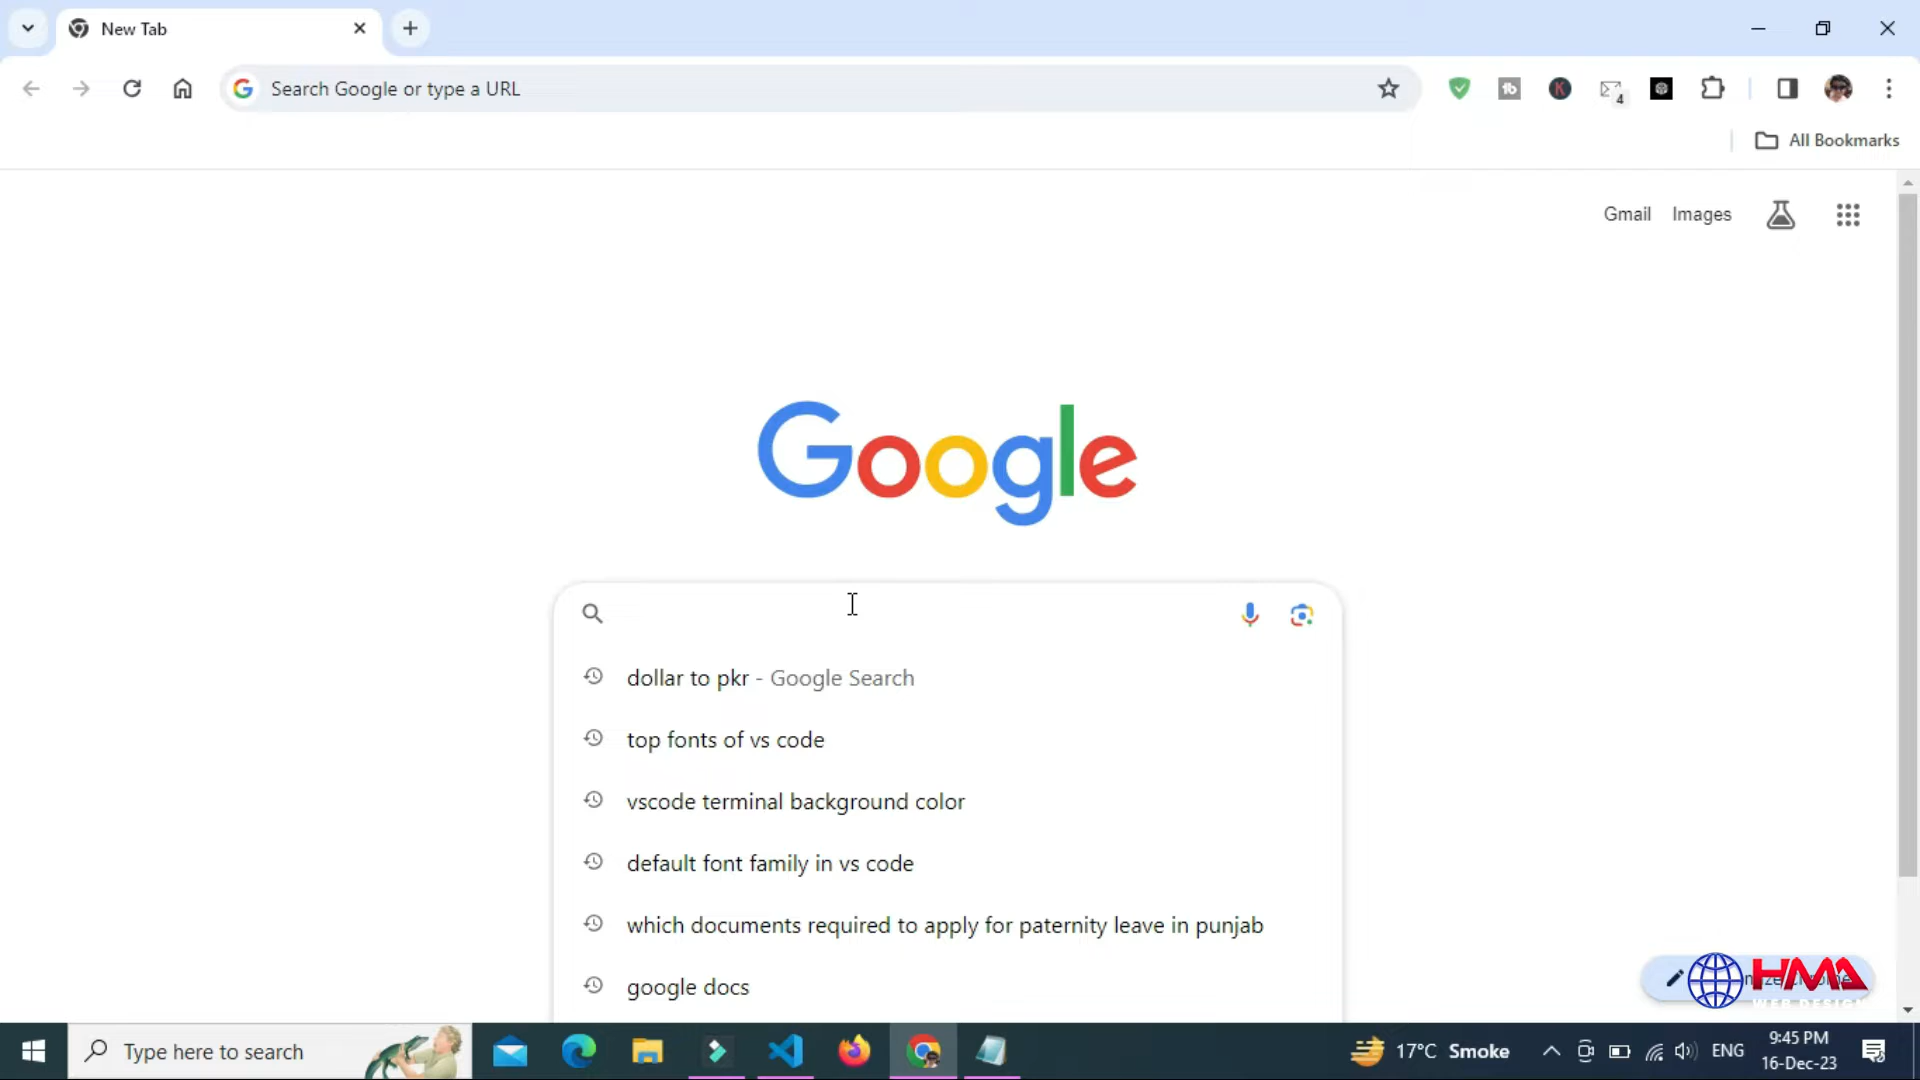 New Tab
Search Google or type a URL
4
All Bookmarks
Gmail Images
Google
dollar to pkr - Google Search
top fonts of vs code
vscode terminal background color
default font family in vs code
which documents required to apply for paternity leave in punjab
google docs
HMA
WEB DESIGN
Type here to search
17°C Smoke
ENG
9:45 PM
16-Dec-23